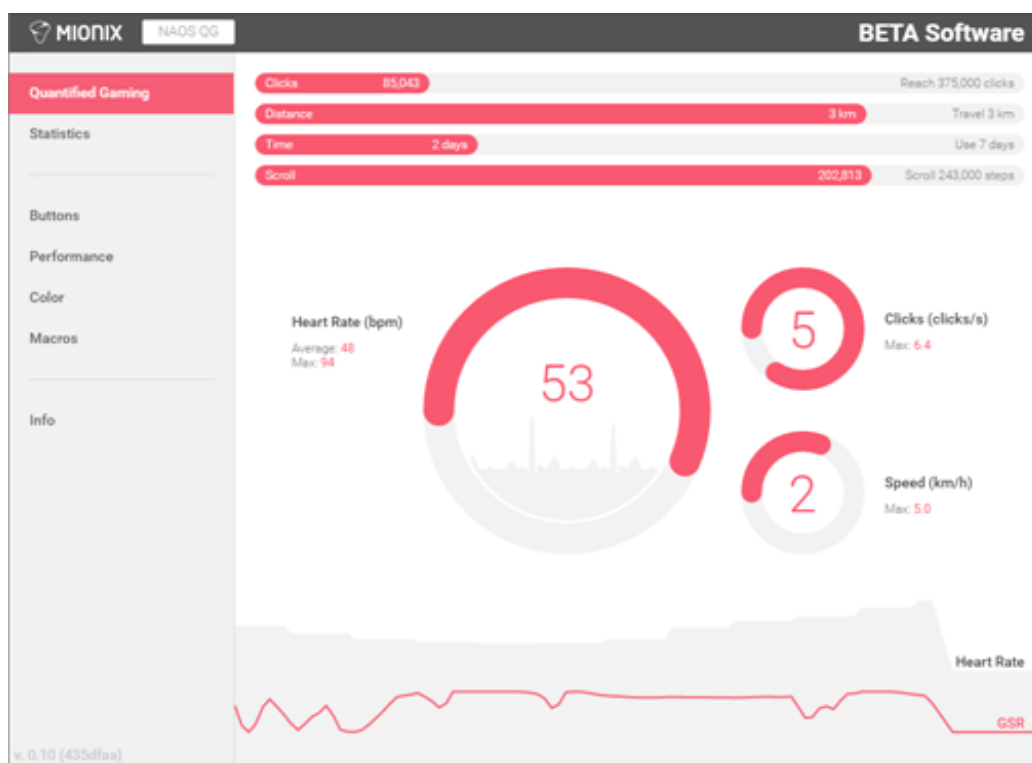 MIONIX NAOS QG BETA Software
Quantified Gaming
Statistics
Buttons
Performance
Color
Macros
Info
v. 0.10 (435dfaa)
Clicks 85,043 Reach 375,000 clicks
Distance 3 km Travel 3 km
Time 2 days Use 7 days
Scroll 202,813 Scroll 243,000 steps
Heart Rate (bpm)
Average: 48
Max: 94
53
5
Clicks (clicks/s)
Max: 6.4
2
Speed (km/h)
Max: 5.0
Heart Rate
GSR